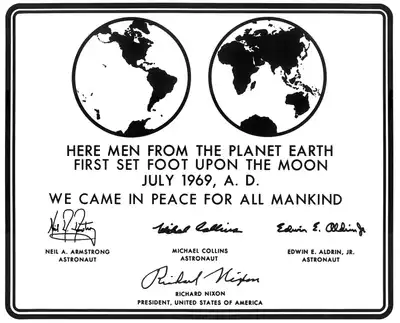 HERE MEN FROM THE PLANET EARTH
FIRST SET FOOT UPON THE MOON
JULY 1969, A. D.
WE CAME IN PEACE FOR ALL MANKIND
Neil A. Armstrong Michael Collins Edwin E. Aldrin Jr
NEIL A. ARMSTRONG MICHAEL COLLINS EDWIN E. ALDRIN, JR.
ASTRONAUT ASTRONAUT ASTRONAUT
Richard Nixon
RICHARD NIXON
PRESIDENT, UNITED STATES OF AMERICA